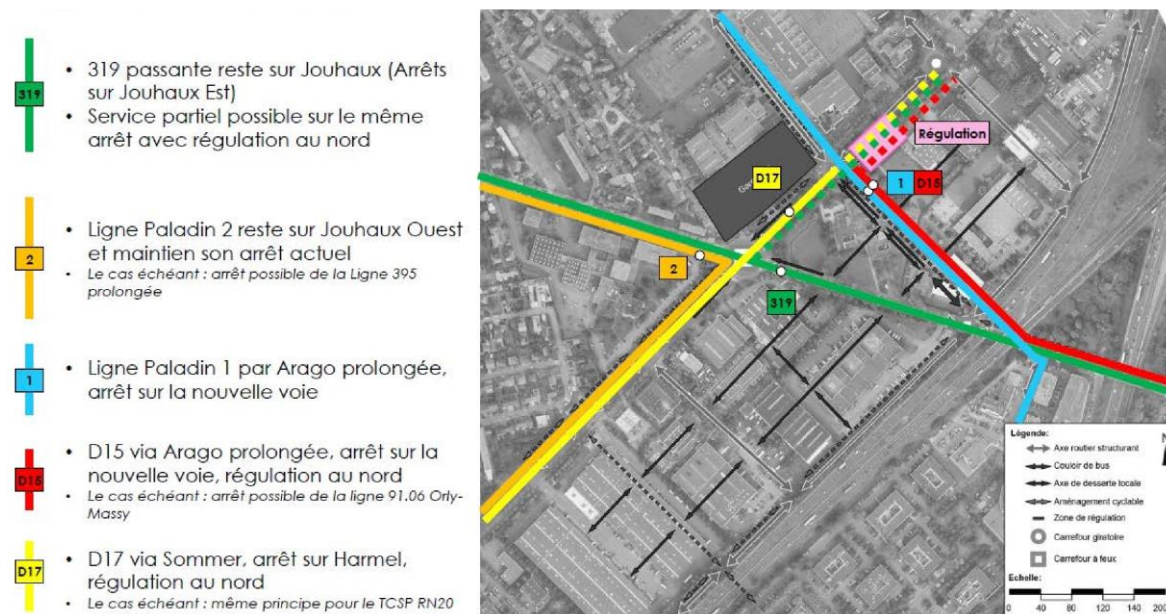 319
• 319 passante reste sur Jouhaux (Arrêts
sur Jouhaux Est)
• Service partiel possible sur le même
arrêt avec régulation au nord
2
• Ligne Paladin 2 reste sur Jouhaux Ouest
et maintien son arrêt actuel
• Le cas échéant : arrêt possible de la Ligne 395
prolongée
1
• Ligne Paladin 1 par Arago prolongée,
arrêt sur la nouvelle voie
D15
• D15 via Arago prolongée, arrêt sur la
nouvelle voie, régulation au nord
• Le cas échéant : arrêt possible de la ligne 91.06 Orly-
Massy
D17
• D17 via Sommer, arrêt sur Harmel,
régulation au nord
• Le cas échéant : même principe pour le TCSP RN20
Régulation
D17
1
D15
2
319
Légende:
Axe routier structurant
Couloir de bus
Axe de desserte locale
Aménagement cyclable
Zone de régulation
Carrefour giratoire
Carrefour à feux
Echelle:
0 40 80 120 140